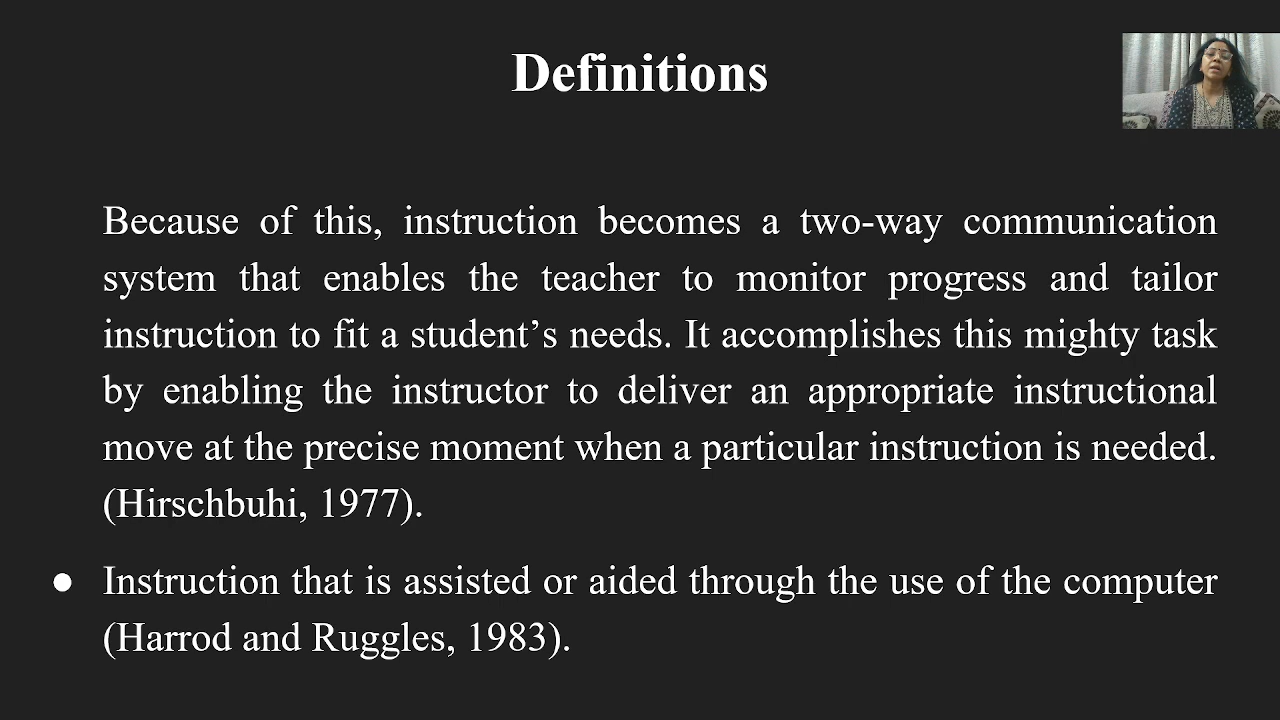 Definitions
Because of this, instruction becomes a two-way communication
system that enables the teacher to monitor progress and tailor
instruction to fit a student’s needs. It accomplishes this mighty task
by enabling the instructor to deliver an appropriate instructional
move at the precise moment when a particular instruction is needed.
(Hirschbuhi, 1977).
● Instruction that is assisted or aided through the use of the computer
(Harrod and Ruggles, 1983).